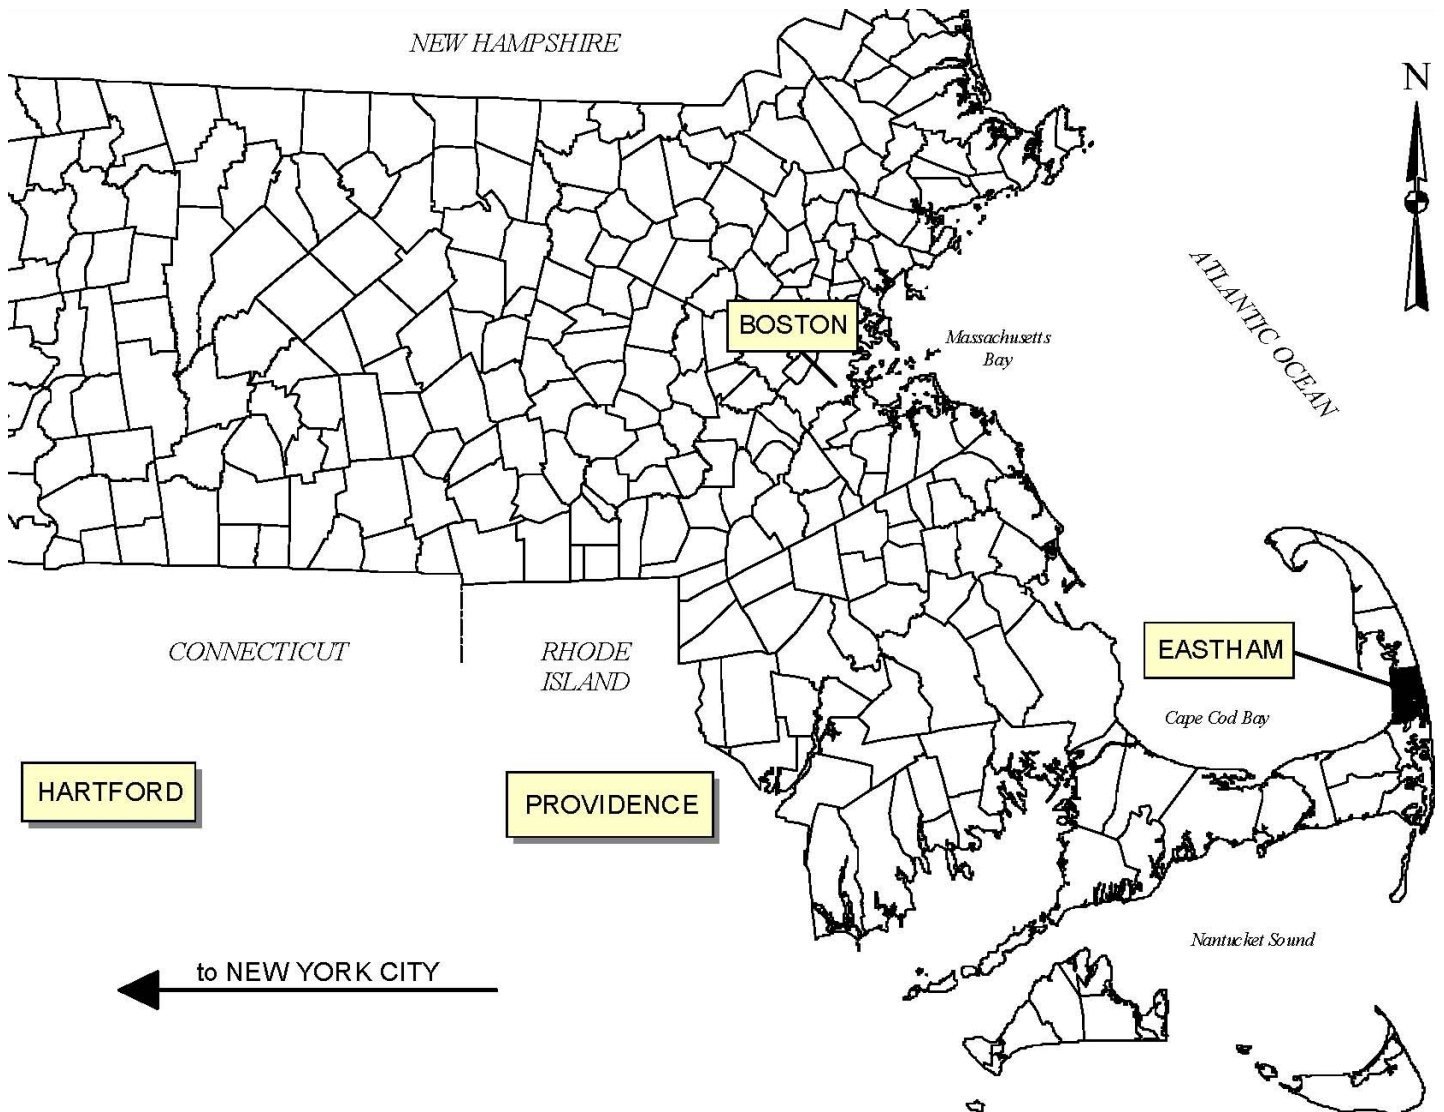 NEW HAMPSHIRE
N
ATLANTIC OCEAN
BOSTON
Massachusetts
Bay
EASTHAM
CONNECTICUT
RHODE
ISLAND
Cape Cod Bay
HARTFORD
PROVIDENCE
Nantucket Sound
to NEW YORK CITY